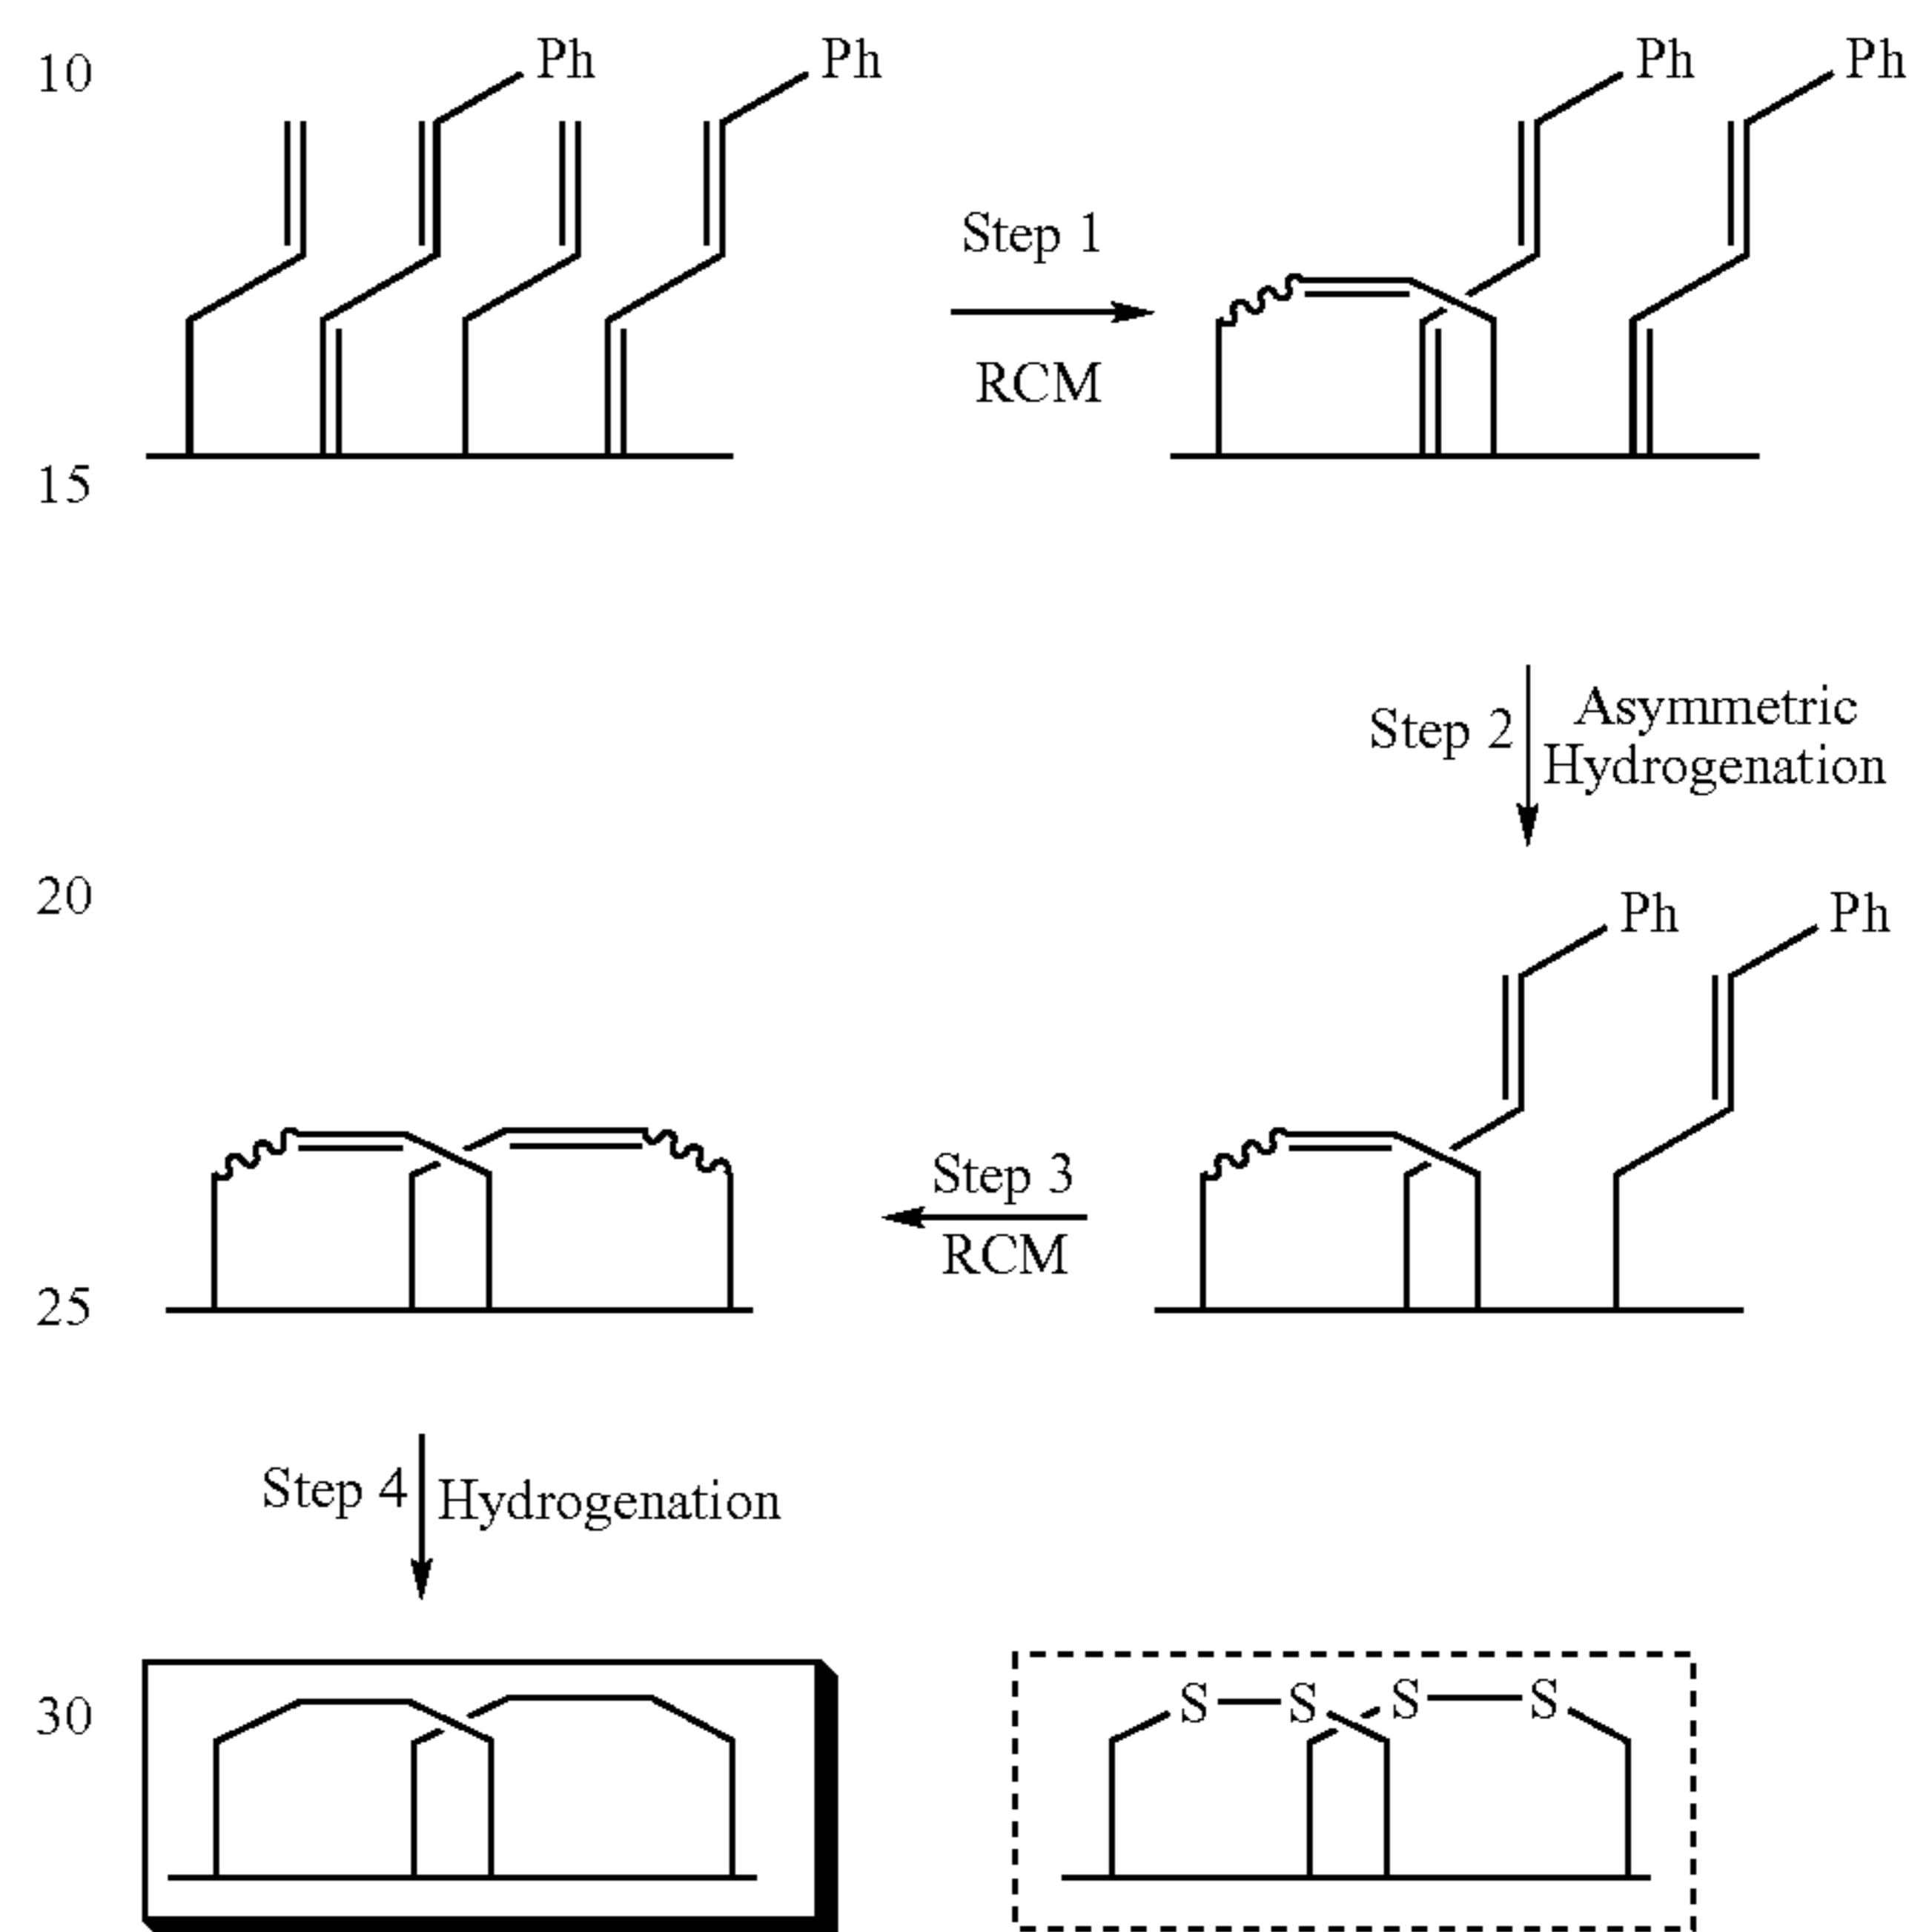 10
Ph
Ph
Ph
Ph
Step 1
RCM
15
Step 2
Asymmetric
Hydrogenation
20
Ph
Ph
Step 3
RCM
25
Step 4
Hydrogenation
30
S
S
S
S